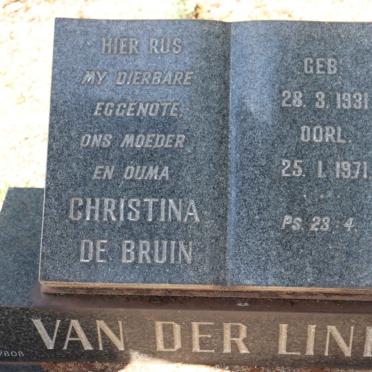 HIER RUS
MY DIERBARE
EGGENOTE,
ONS MOEDER
EN OUMA
CHRISTINA
DE BRUIN
GEB
28. 3. 1931
OORL.
25. 1. 1971
PS. 23 : 4.
VAN DER LIN
7808